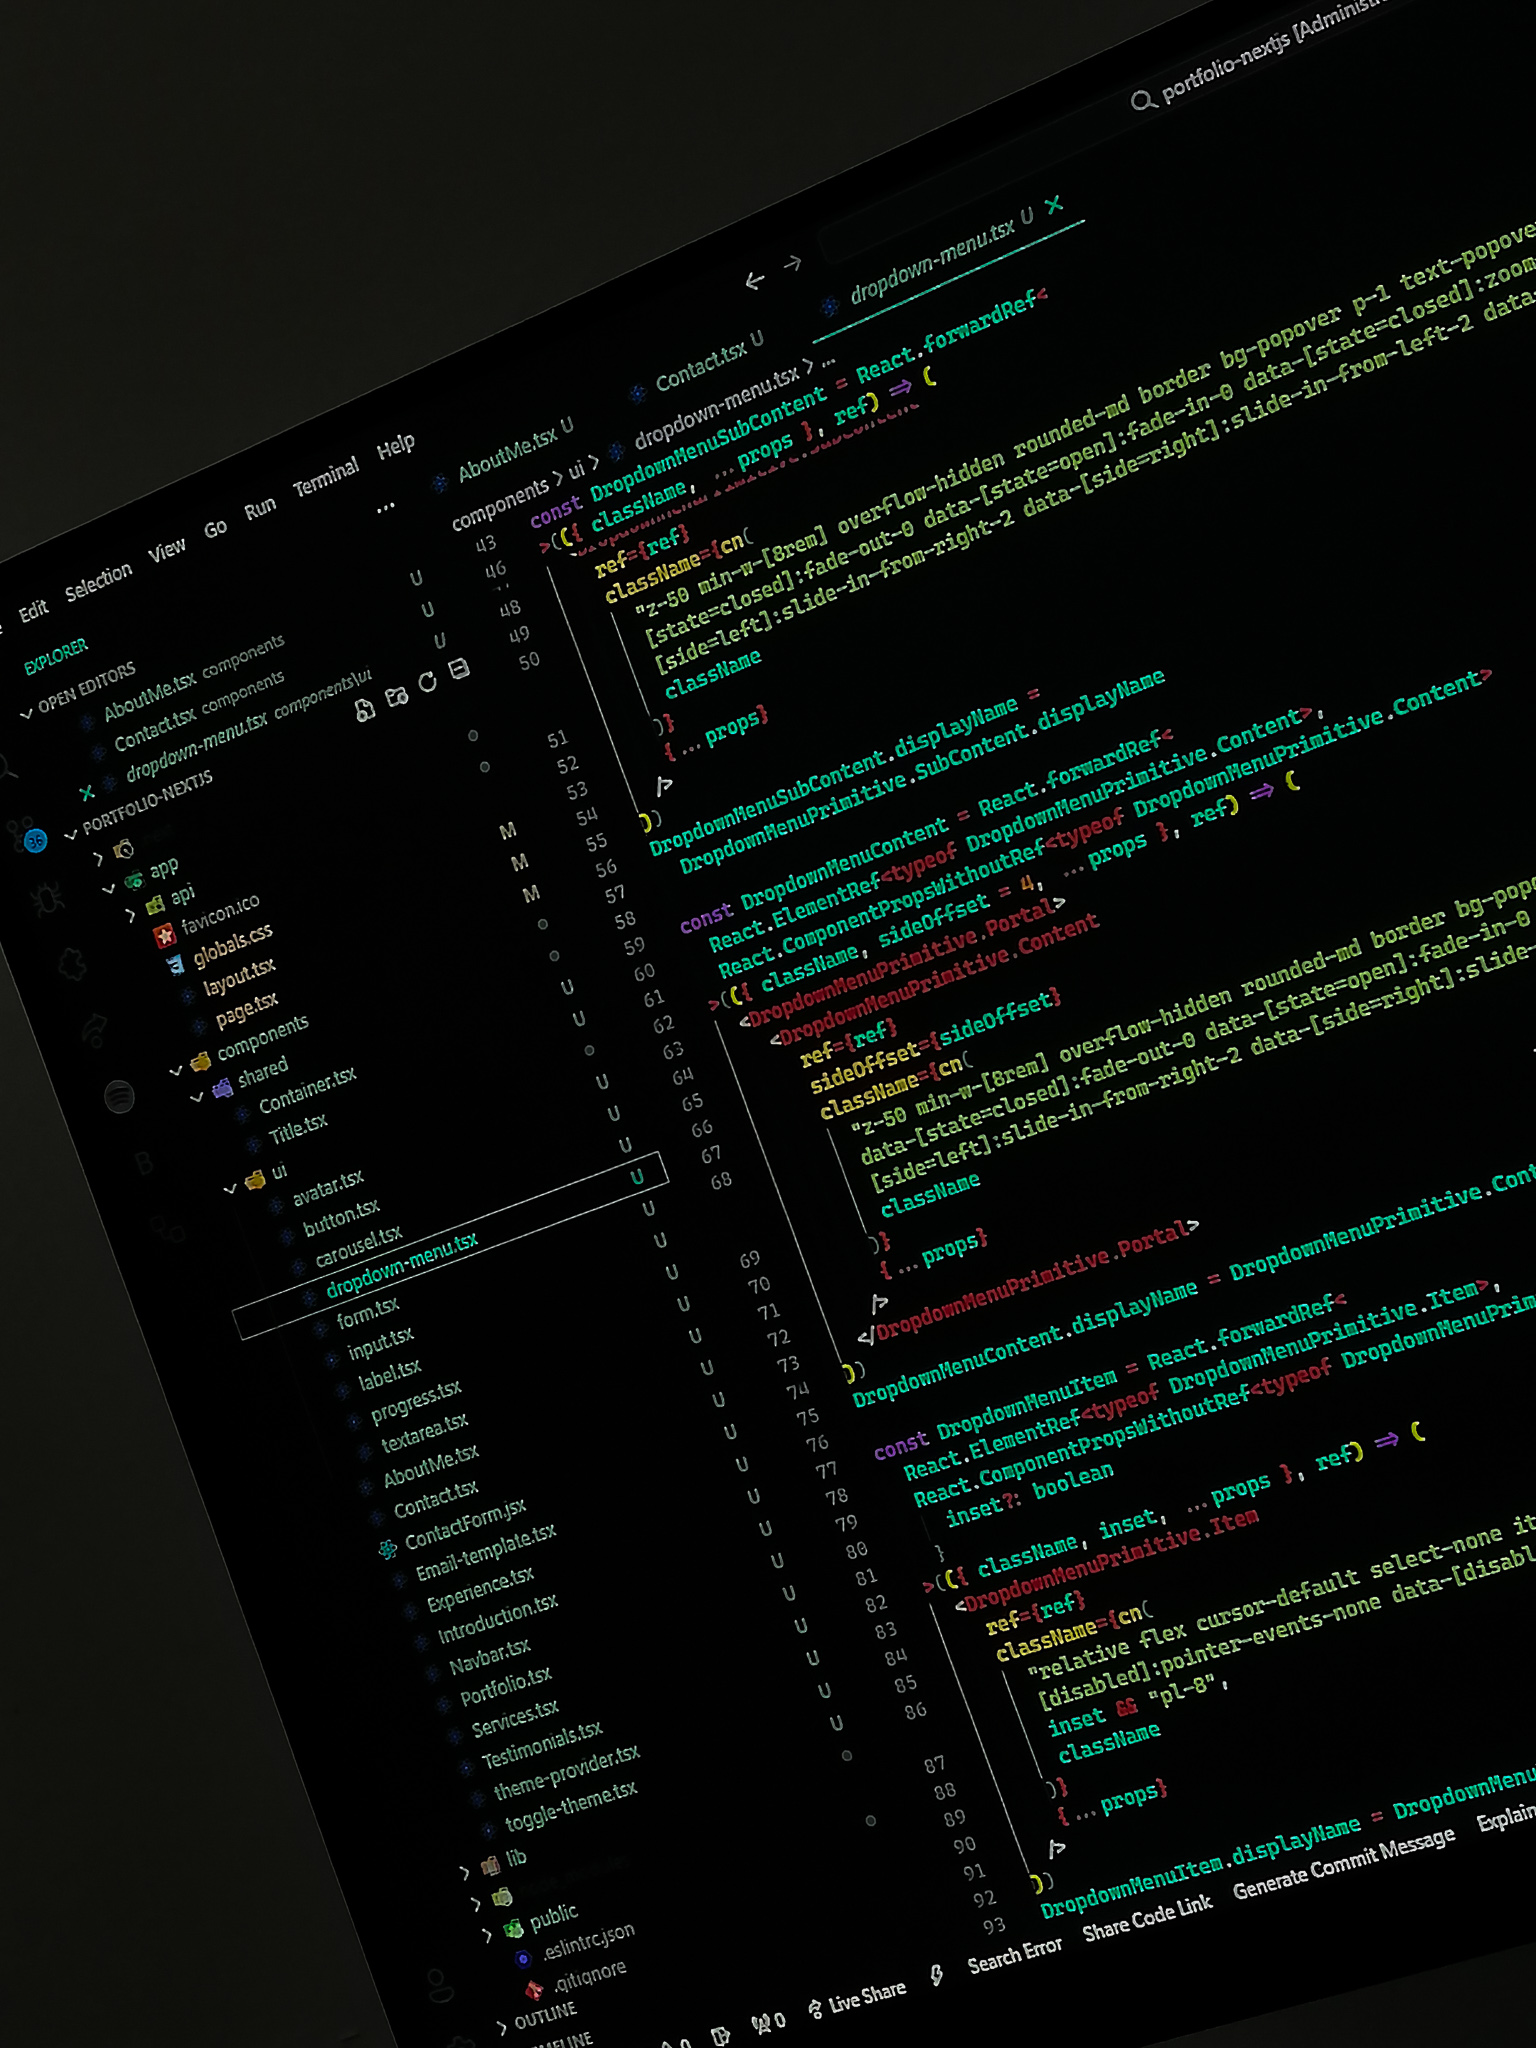 portfolio-nextjs [Administ
Edit Selection View Go Run Terminal Help
EXPLORER
OPEN EDITORS
AboutMe.tsx components U
Contact.tsx components U
dropdown-menu.tsx components\ui U
PORTFOLIO-NEXTJS
app
api
favicon.ico
globals.css M
layout.tsx M
page.tsx M
components
shared
Container.tsx U
Title.tsx U
ui
avatar.tsx U
button.tsx U
carousel.tsx U
dropdown-menu.tsx U
form.tsx U
input.tsx U
label.tsx U
progress.tsx U
textarea.tsx U
AboutMe.tsx U
Contact.tsx U
ContactForm.jsx U
Email-template.tsx U
Experience.tsx U
Introduction.tsx U
Navbar.tsx U
Portfolio.tsx U
Services.tsx U
Testimonials.tsx U
theme-provider.tsx U
toggle-theme.tsx U
lib
public
.eslintrc.json
.gitignore
OUTLINE
36
AboutMe.tsx U Contact.tsx U dropdown-menu.tsx U
components > ui > dropdown-menu.tsx > ...
43 const DropdownMenuSubContent = React.forwardRef<
46 >(({ className, ...props }, ref) => (
48 ref={ref}
49 className={cn(
50 "z-50 min-w-[8rem] overflow-hidden rounded-md border bg-popover p-1 text-popove
[state=closed]:fade-out-0 data-[state=open]:fade-in-0 data-[state=closed]:zoom
[side=left]:slide-in-from-right-2 data-[side=right]:slide-in-from-left-2 data-
51 className
52 )}
53 {...props}
54 />
55 ))
56 DropdownMenuSubContent.displayName =
57 DropdownMenuPrimitive.SubContent.displayName
58
59 const DropdownMenuContent = React.forwardRef<
60 React.ElementRef<typeof DropdownMenuPrimitive.Content>,
61 React.ComponentPropsWithoutRef<typeof DropdownMenuPrimitive.Content>
62 >(({ className, sideOffset = 4, ...props }, ref) => (
63 <DropdownMenuPrimitive.Portal>
64 <DropdownMenuPrimitive.Content
65 ref={ref}
66 sideOffset={sideOffset}
67 className={cn(
68 "z-50 min-w-[8rem] overflow-hidden rounded-md border bg-popo
data-[state=closed]:fade-out-0 data-[state=open]:fade-in-0
[side=left]:slide-in-from-right-2 data-[side=right]:slide-
69 className
70 )}
71 {...props}
72 />
73 </DropdownMenuPrimitive.Portal>
74 ))
75 DropdownMenuContent.displayName = DropdownMenuPrimitive.Cont
76
77 const DropdownMenuItem = React.forwardRef<
78 React.ElementRef<typeof DropdownMenuPrimitive.Item>,
79 React.ComponentPropsWithoutRef<typeof DropdownMenuPrim
80 inset?: boolean
81 }
82 >(({ className, inset, ...props }, ref) => (
83 <DropdownMenuPrimitive.Item
84 ref={ref}
85 className={cn(
86 "relative flex cursor-default select-none it
[disabled]:pointer-events-none data-[disabl
87 inset && "pl-8",
88 className
89 )}
90 {...props}
91 />
92 ))
93 DropdownMenuItem.displayName = DropdownMenu
0 0 Live Share Search Error Share Code Link Generate Commit Message Explain